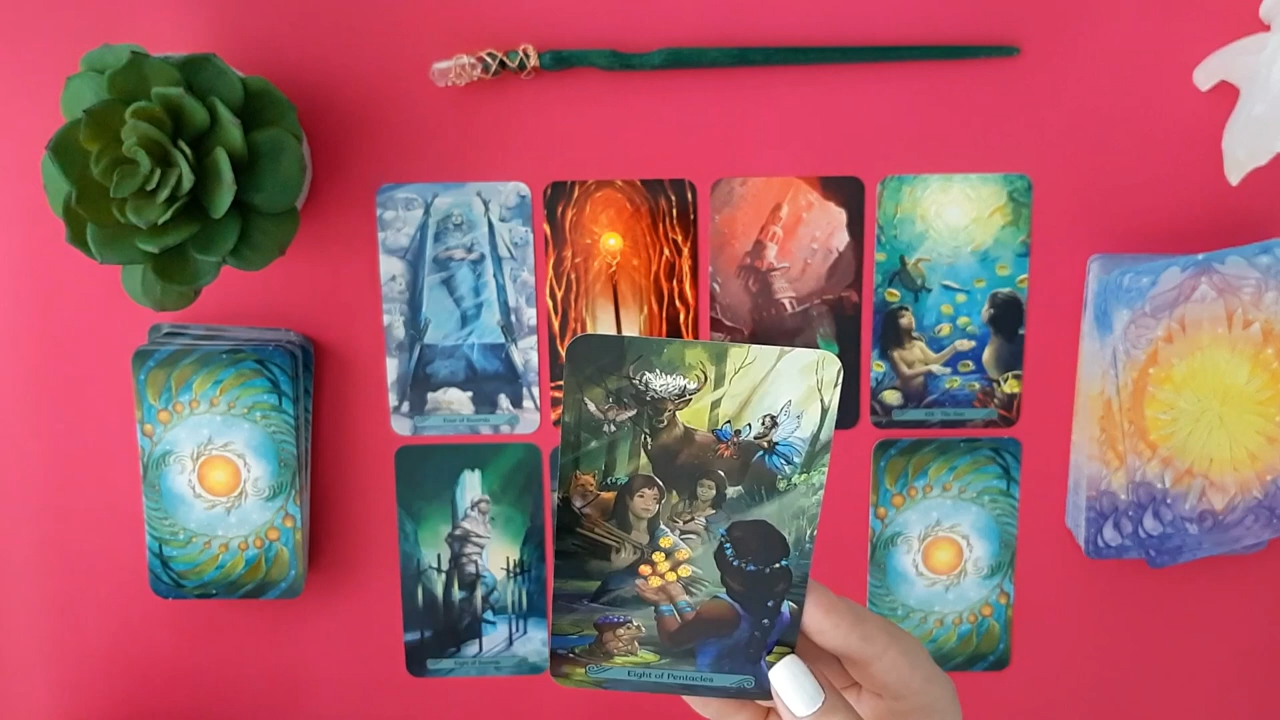 Four of Swords
XIX - The Sun
Eight of Swords
Eight of Pentacles